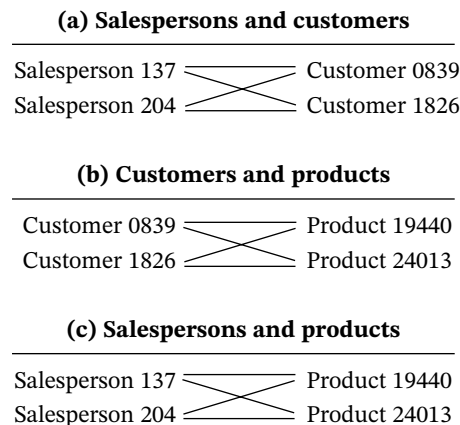 (a) Salespersons and customers
Salesperson 137 Customer 0839
Salesperson 204 Customer 1826
(b) Customers and products
Customer 0839 Product 19440
Customer 1826 Product 24013
(c) Salespersons and products
Salesperson 137 Product 19440
Salesperson 204 Product 24013